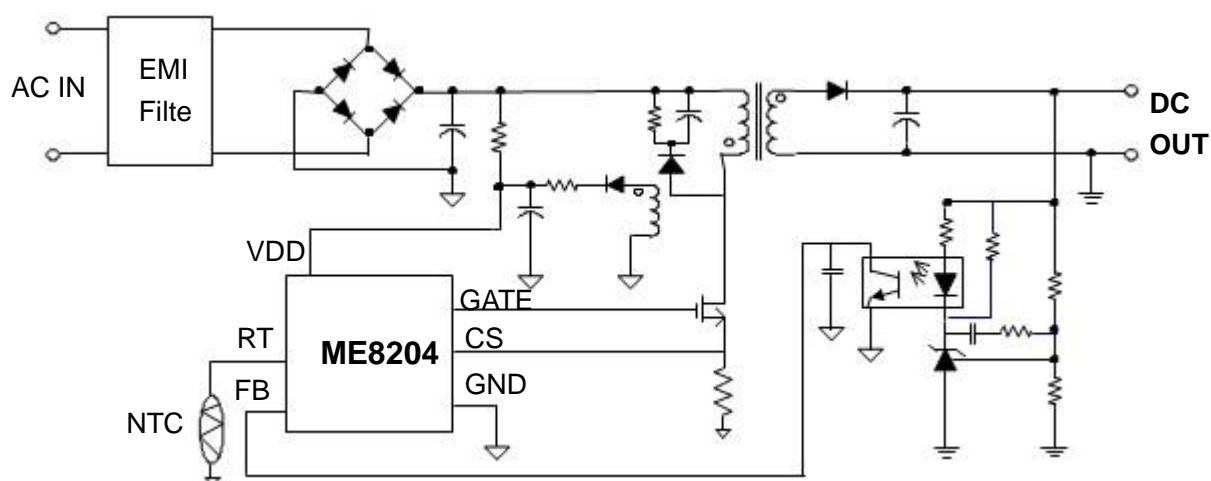 AC IN
EMI
Filte
DC
OUT
VDD
GATE
RT
ME8204
CS
FB
GND
NTC